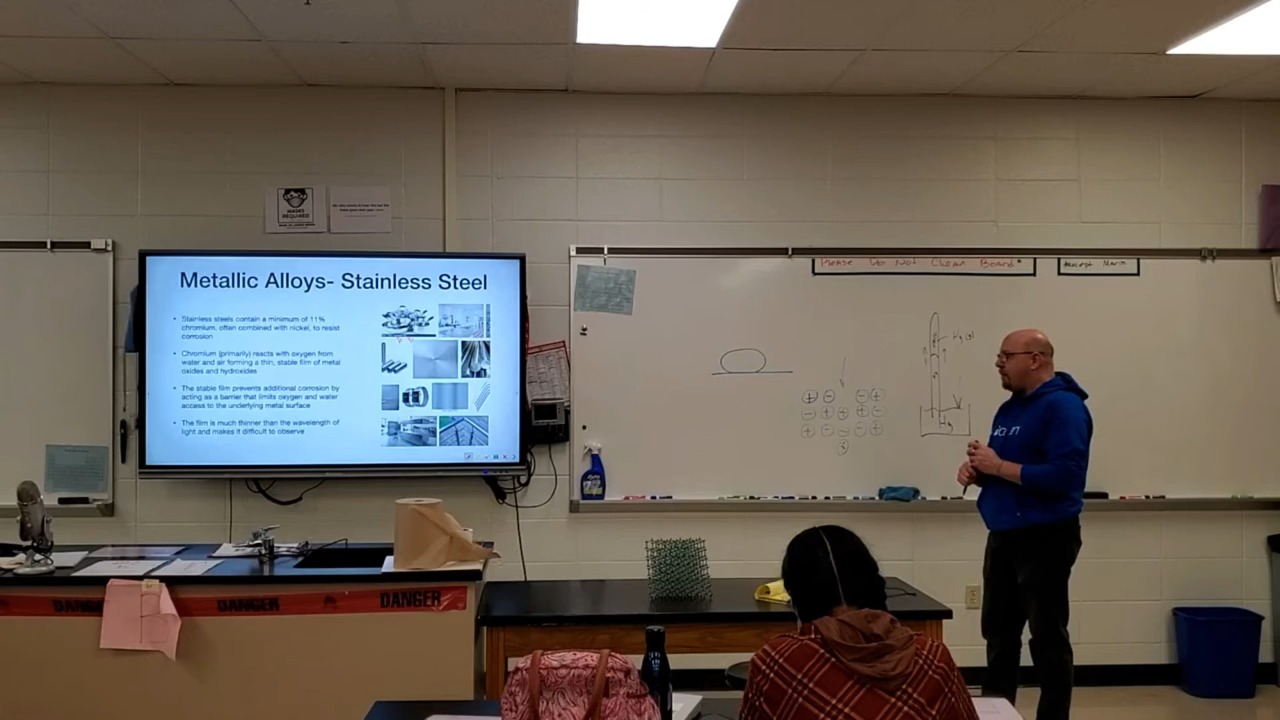 MASKS
REQUIRED
Metallic Alloys- Stainless Steel
• Stainless steels contain a minimum of 11%
chromium, often combined with nickel, to resist
corrosion
• Chromium (primarily) reacts with oxygen from
water and air forming a thin, stable film of metal
oxides and hydroxides
• The stable film prevents additional corrosion by
acting as a barrier that limits oxygen and water
access to the underlying metal surface
• The film is much thinner than the wavelength of
light and makes it difficult to observe
Please Do Not Clean Board
Hg (g)
Hg
DANGER DANGER DANGER